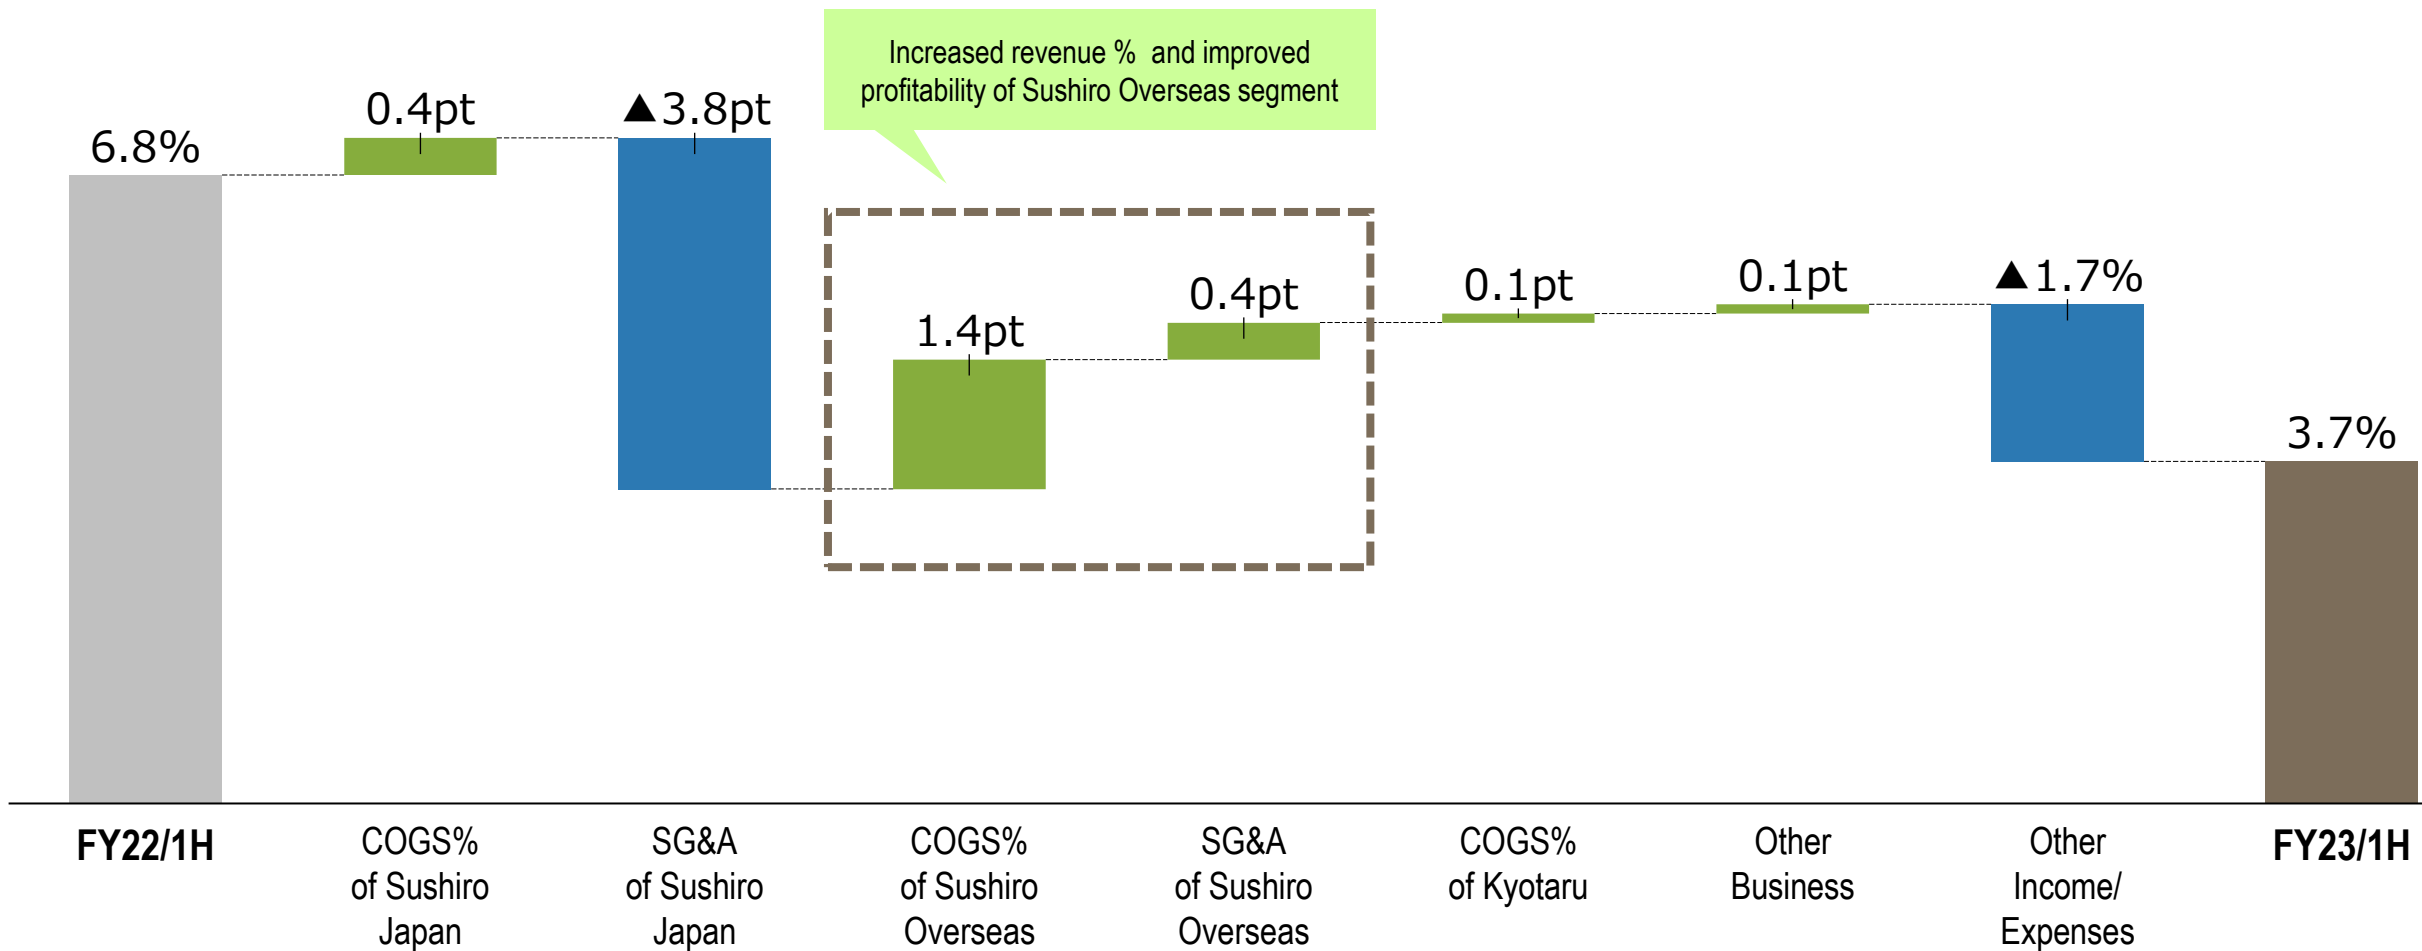 Increased revenue % and improved
profitability of Sushiro Overseas segment
6.8%
0.4pt
▲3.8pt
1.4pt
0.4pt
0.1pt
0.1pt
▲1.7%
3.7%
FY22/1H
COGS%
of Sushiro
Japan
SG&A
of Sushiro
Japan
COGS%
of Sushiro
Overseas
SG&A
of Sushiro
Overseas
COGS%
of Kyotaru
Other
Business
Other
Income/
Expenses
FY23/1H